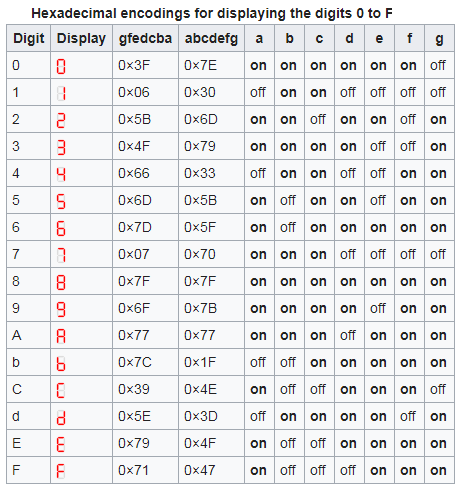 Hexadecimal encodings for displaying the digits 0 to F
Digit Display gfedcba abcdefg a b c d e f g
0 0 0×3F 0×7E on on on on on on off
1 1 0×06 0×30 off on on off off off off
2 2 0×5B 0×6D on on off on on off on
3 3 0×4F 0×79 on on on on off off on
4 4 0×66 0×33 off on on off off on on
5 5 0×6D 0×5B on off on on off on on
6 6 0×7D 0×5F on off on on on on on
7 7 0×07 0×70 on on on off off off off
8 8 0×7F 0×7F on on on on on on on
9 9 0×6F 0×7B on on on on off on on
A A 0×77 0×77 on on on off on on on
b b 0×7C 0×1F off off on on on on on
C C 0×39 0×4E on off off on on on off
d d 0×5E 0×3D off on on on on off on
E E 0×79 0×4F on off off on on on on
F F 0×71 0×47 on off off off on on on